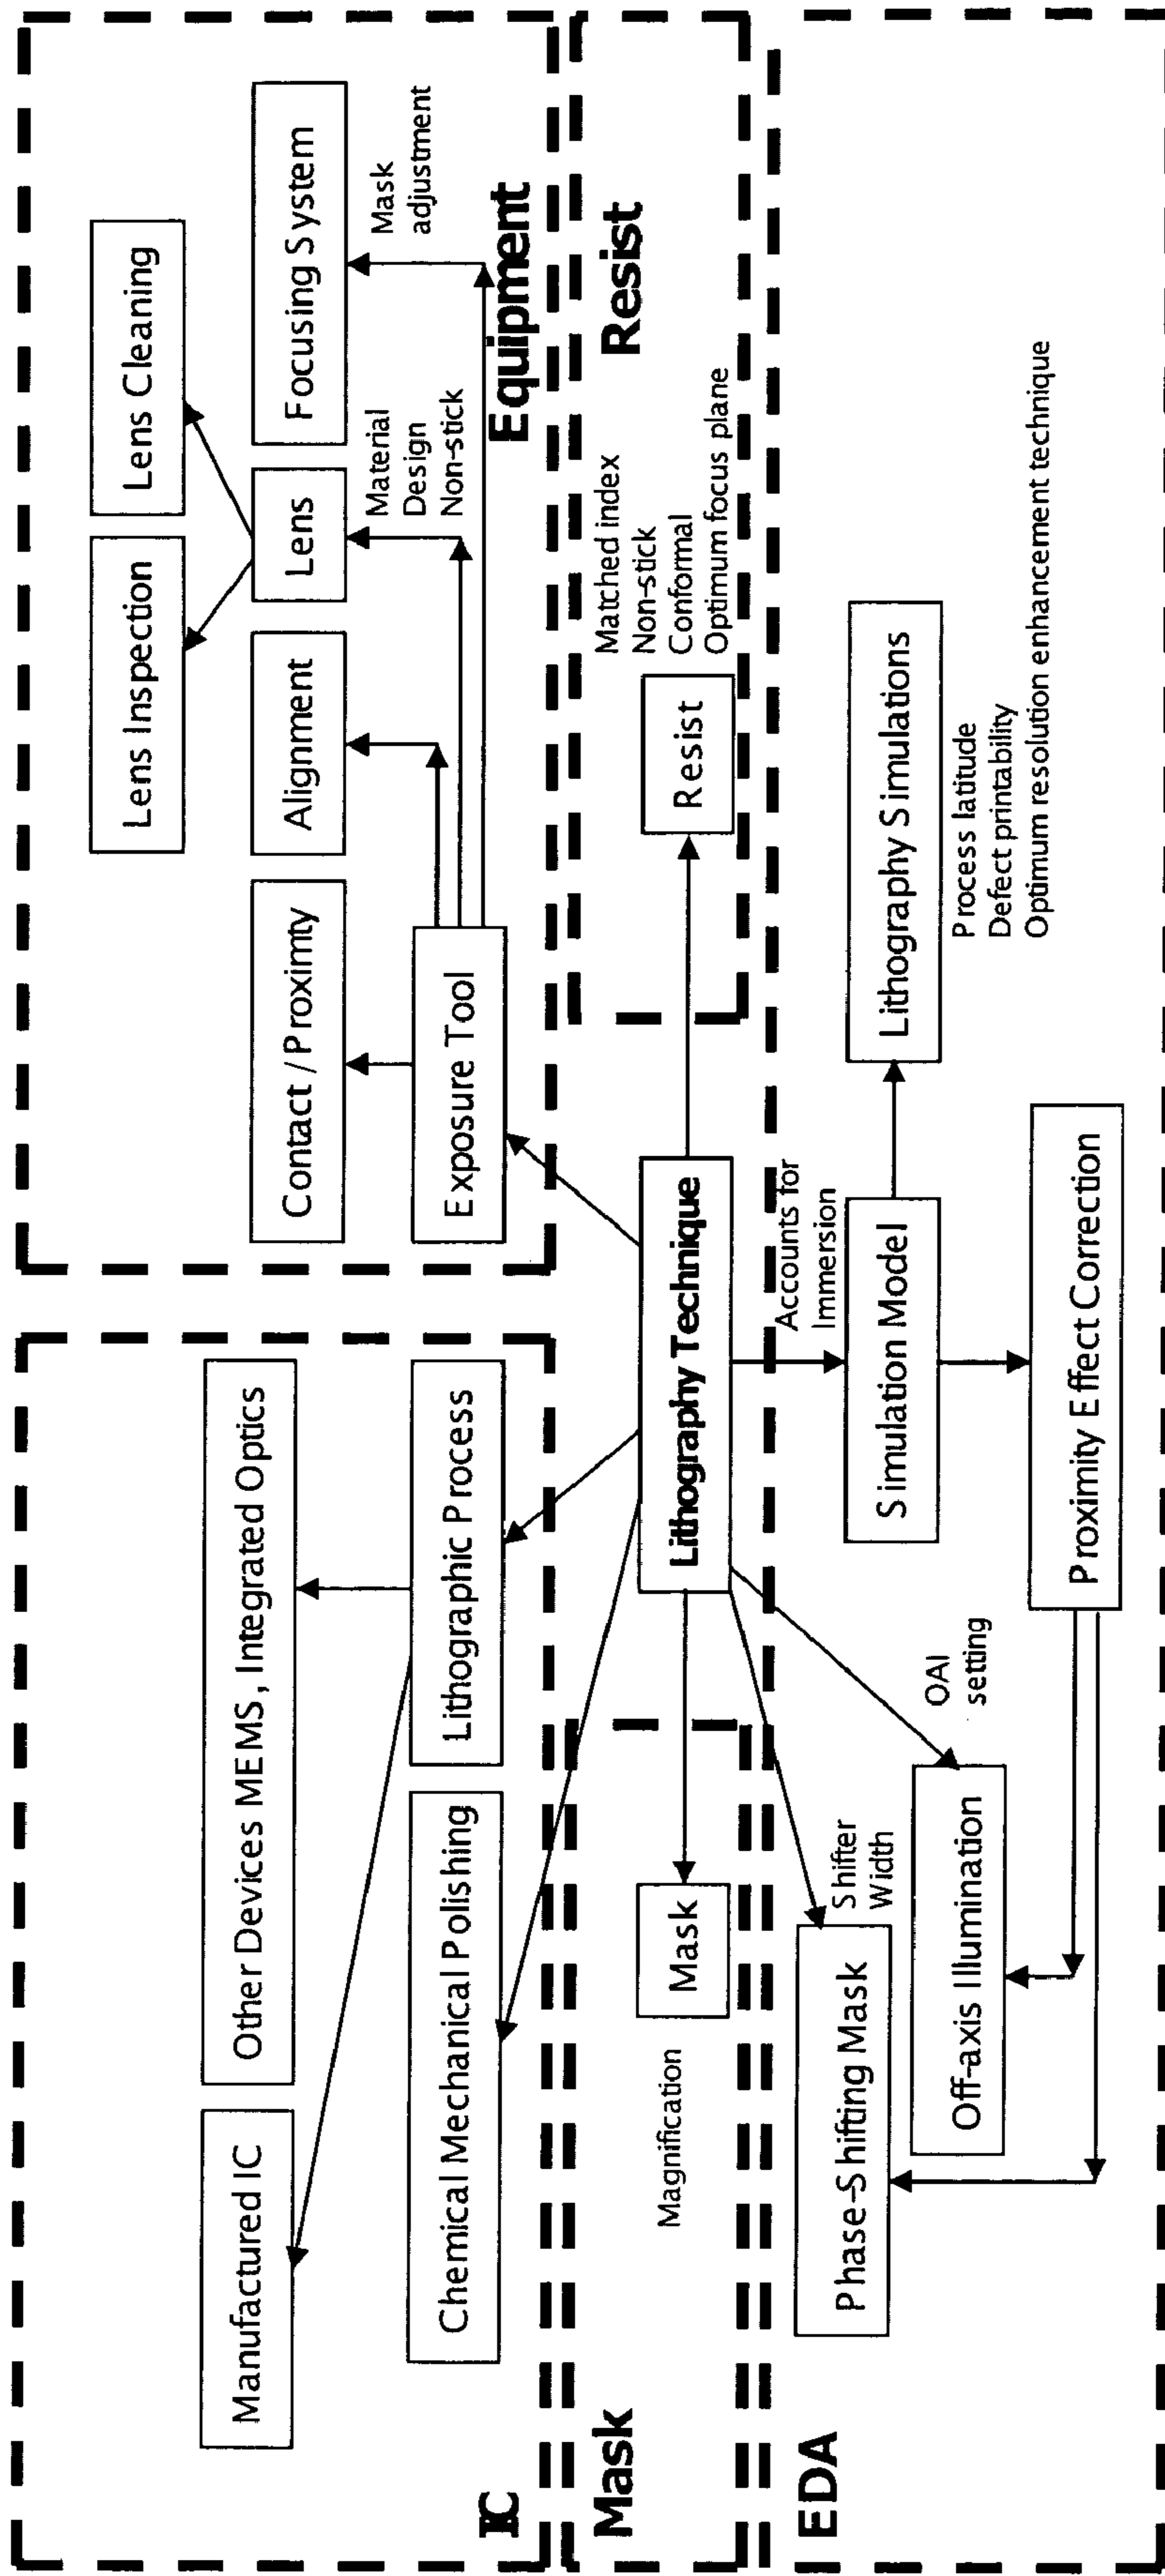 Manufactured IC
Other Devices MEMS, Integrated Optics
Chemical Mechanical Polishing
Lithographic Process
IC
Lens Inspection
Lens Cleaning
Contact / Proximity
Alignment
Lens
Focusing System
Material
Design
Non-stick
Mask
adjustment
Exposure Tool
Equipment
Mask
Magnification
Mask
Lithography Technique
Resist
Matched index
Non-stick
Conformal
Optimum focus plane
Resist
EDA
Phase-Shifting Mask
Shifter
Width
Off-axis Illumination
OAI
setting
Accounts for
Immersion
Simulation Model
Lithography Simulations
Process latitude
Defect printability
Optimum resolution enhancement technique
Proximity Effect Correction